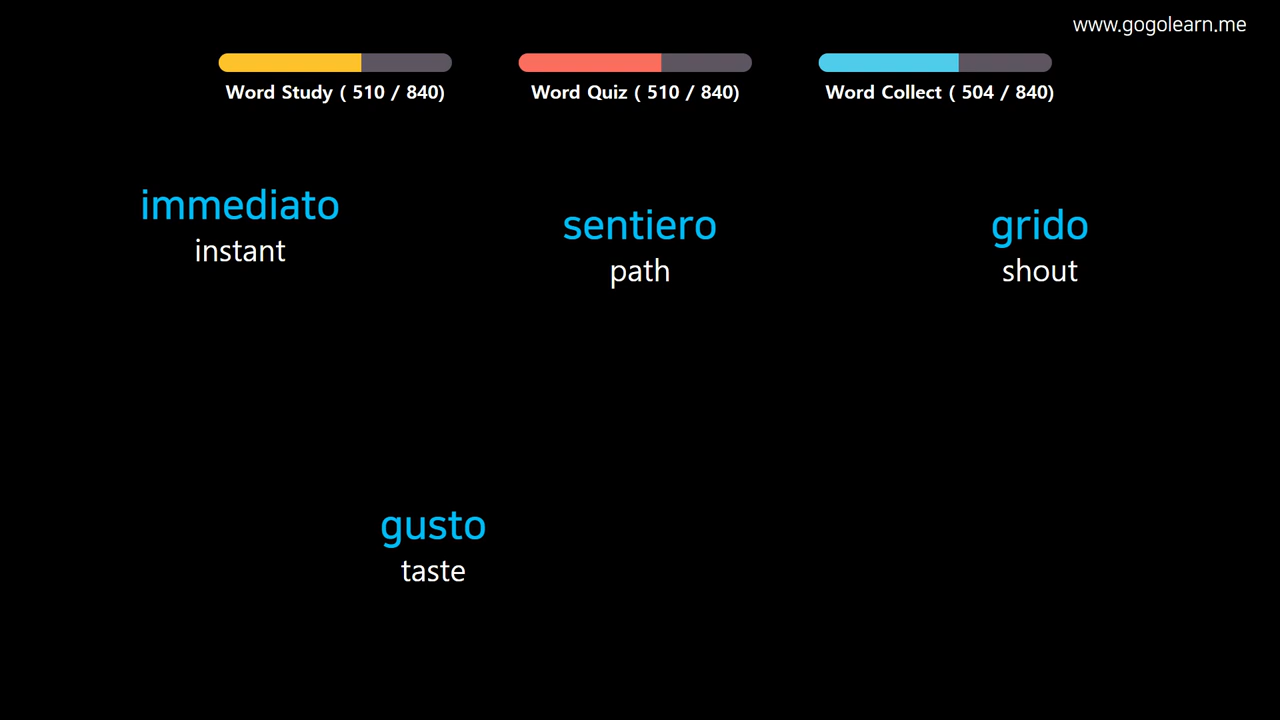 www.gogolearn.me
Word Study ( 510 / 840)
Word Quiz ( 510 / 840)
Word Collect ( 504 / 840)
immediato
instant
sentiero
path
grido
shout
gusto
taste